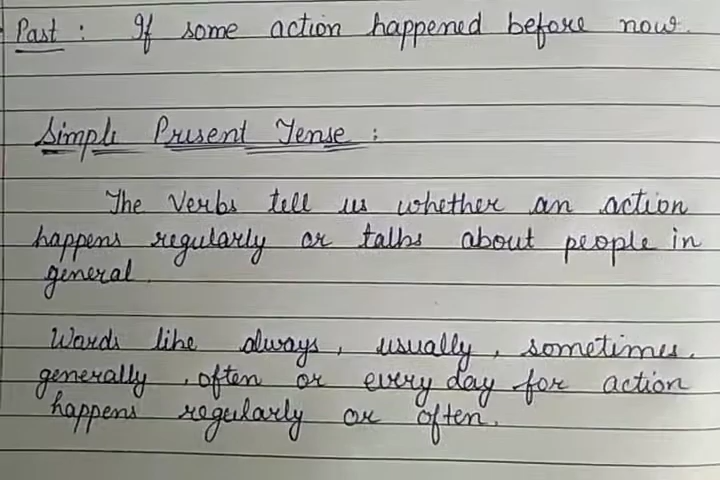 Past : If some action happened before now.
Simple Present Tense :
The Verbs tell us whether an action
happens regularly or talks about people in
general.
Words like always, usually, sometimes,
generally, often or every day for action
happens regularly or often.